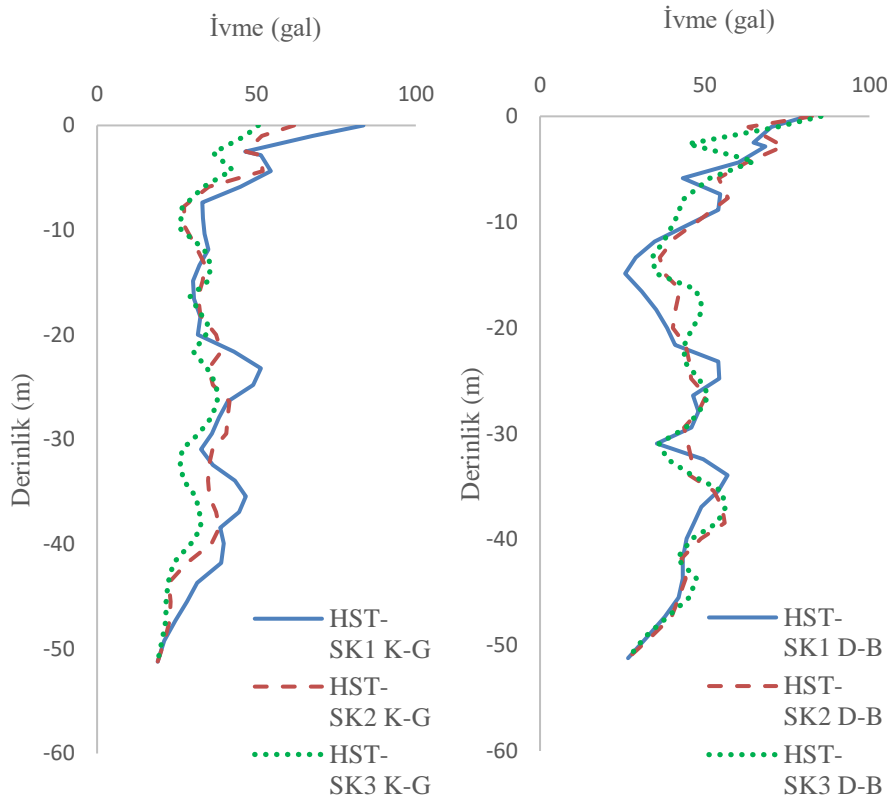 İvme (gal)
0 50 100
0
-10
-20
-30
-40
-50
-60
Derinlik (m)
HST-
SK1 K-G
HST-
SK2 K-G
HST-
SK3 K-G
İvme (gal)
0 50 100
0
-10
-20
-30
-40
-50
-60
Derinlik (m)
HST-
SK1 D-B
HST-
SK2 D-B
HST-
SK3 D-B